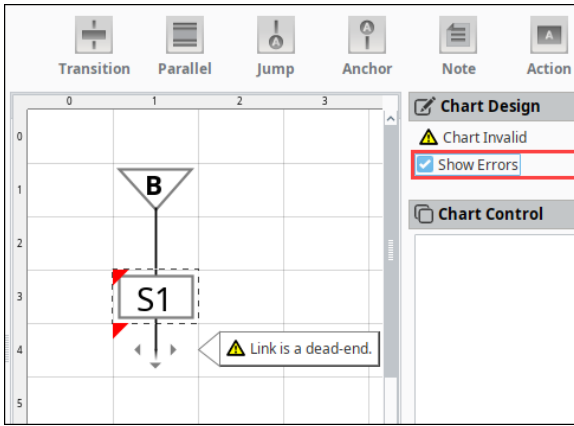 Transition Parallel Jump Anchor Note Action
A A A
0 1 2 3
Chart Design
0
Chart Invalid
Show Errors
B
1
Chart Control
2
S1
3
Link is a dead-end.
4
5